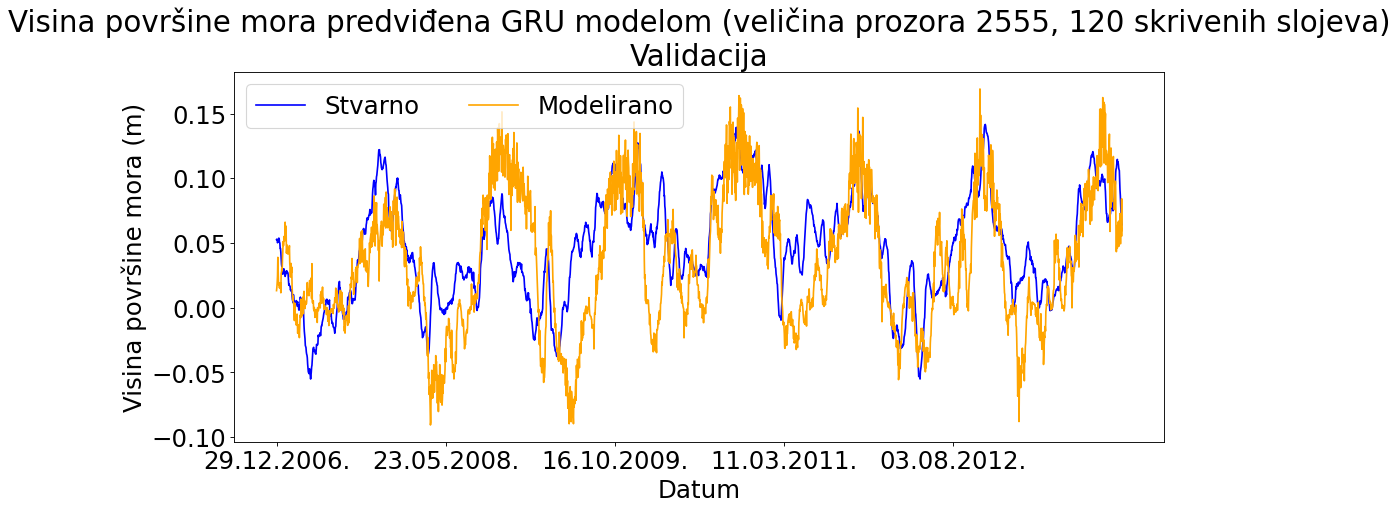 Visina površine mora predviđena GRU modelom (veličina prozora 2555, 120 skrivenih slojeva)
Validacija
Stvarno
Modelirano
Visina površine mora (m)
0.15
0.10
0.05
0.00
−0.05
−0.10
29.12.2006.
23.05.2008.
16.10.2009.
11.03.2011.
03.08.2012.
Datum